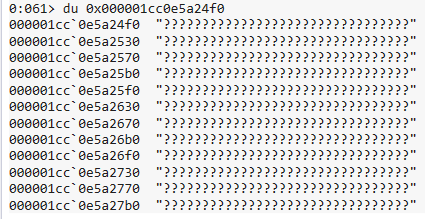 0:061> du 0x000001cc0e5a24f0
000001cc`0e5a24f0  "????????????????????????????????"
000001cc`0e5a2530  "????????????????????????????????"
000001cc`0e5a2570  "????????????????????????????????"
000001cc`0e5a25b0  "????????????????????????????????"
000001cc`0e5a25f0  "????????????????????????????????"
000001cc`0e5a2630  "????????????????????????????????"
000001cc`0e5a2670  "????????????????????????????????"
000001cc`0e5a26b0  "????????????????????????????????"
000001cc`0e5a26f0  "????????????????????????????????"
000001cc`0e5a2730  "????????????????????????????????"
000001cc`0e5a2770  "????????????????????????????????"
000001cc`0e5a27b0  "????????????????????????????????"